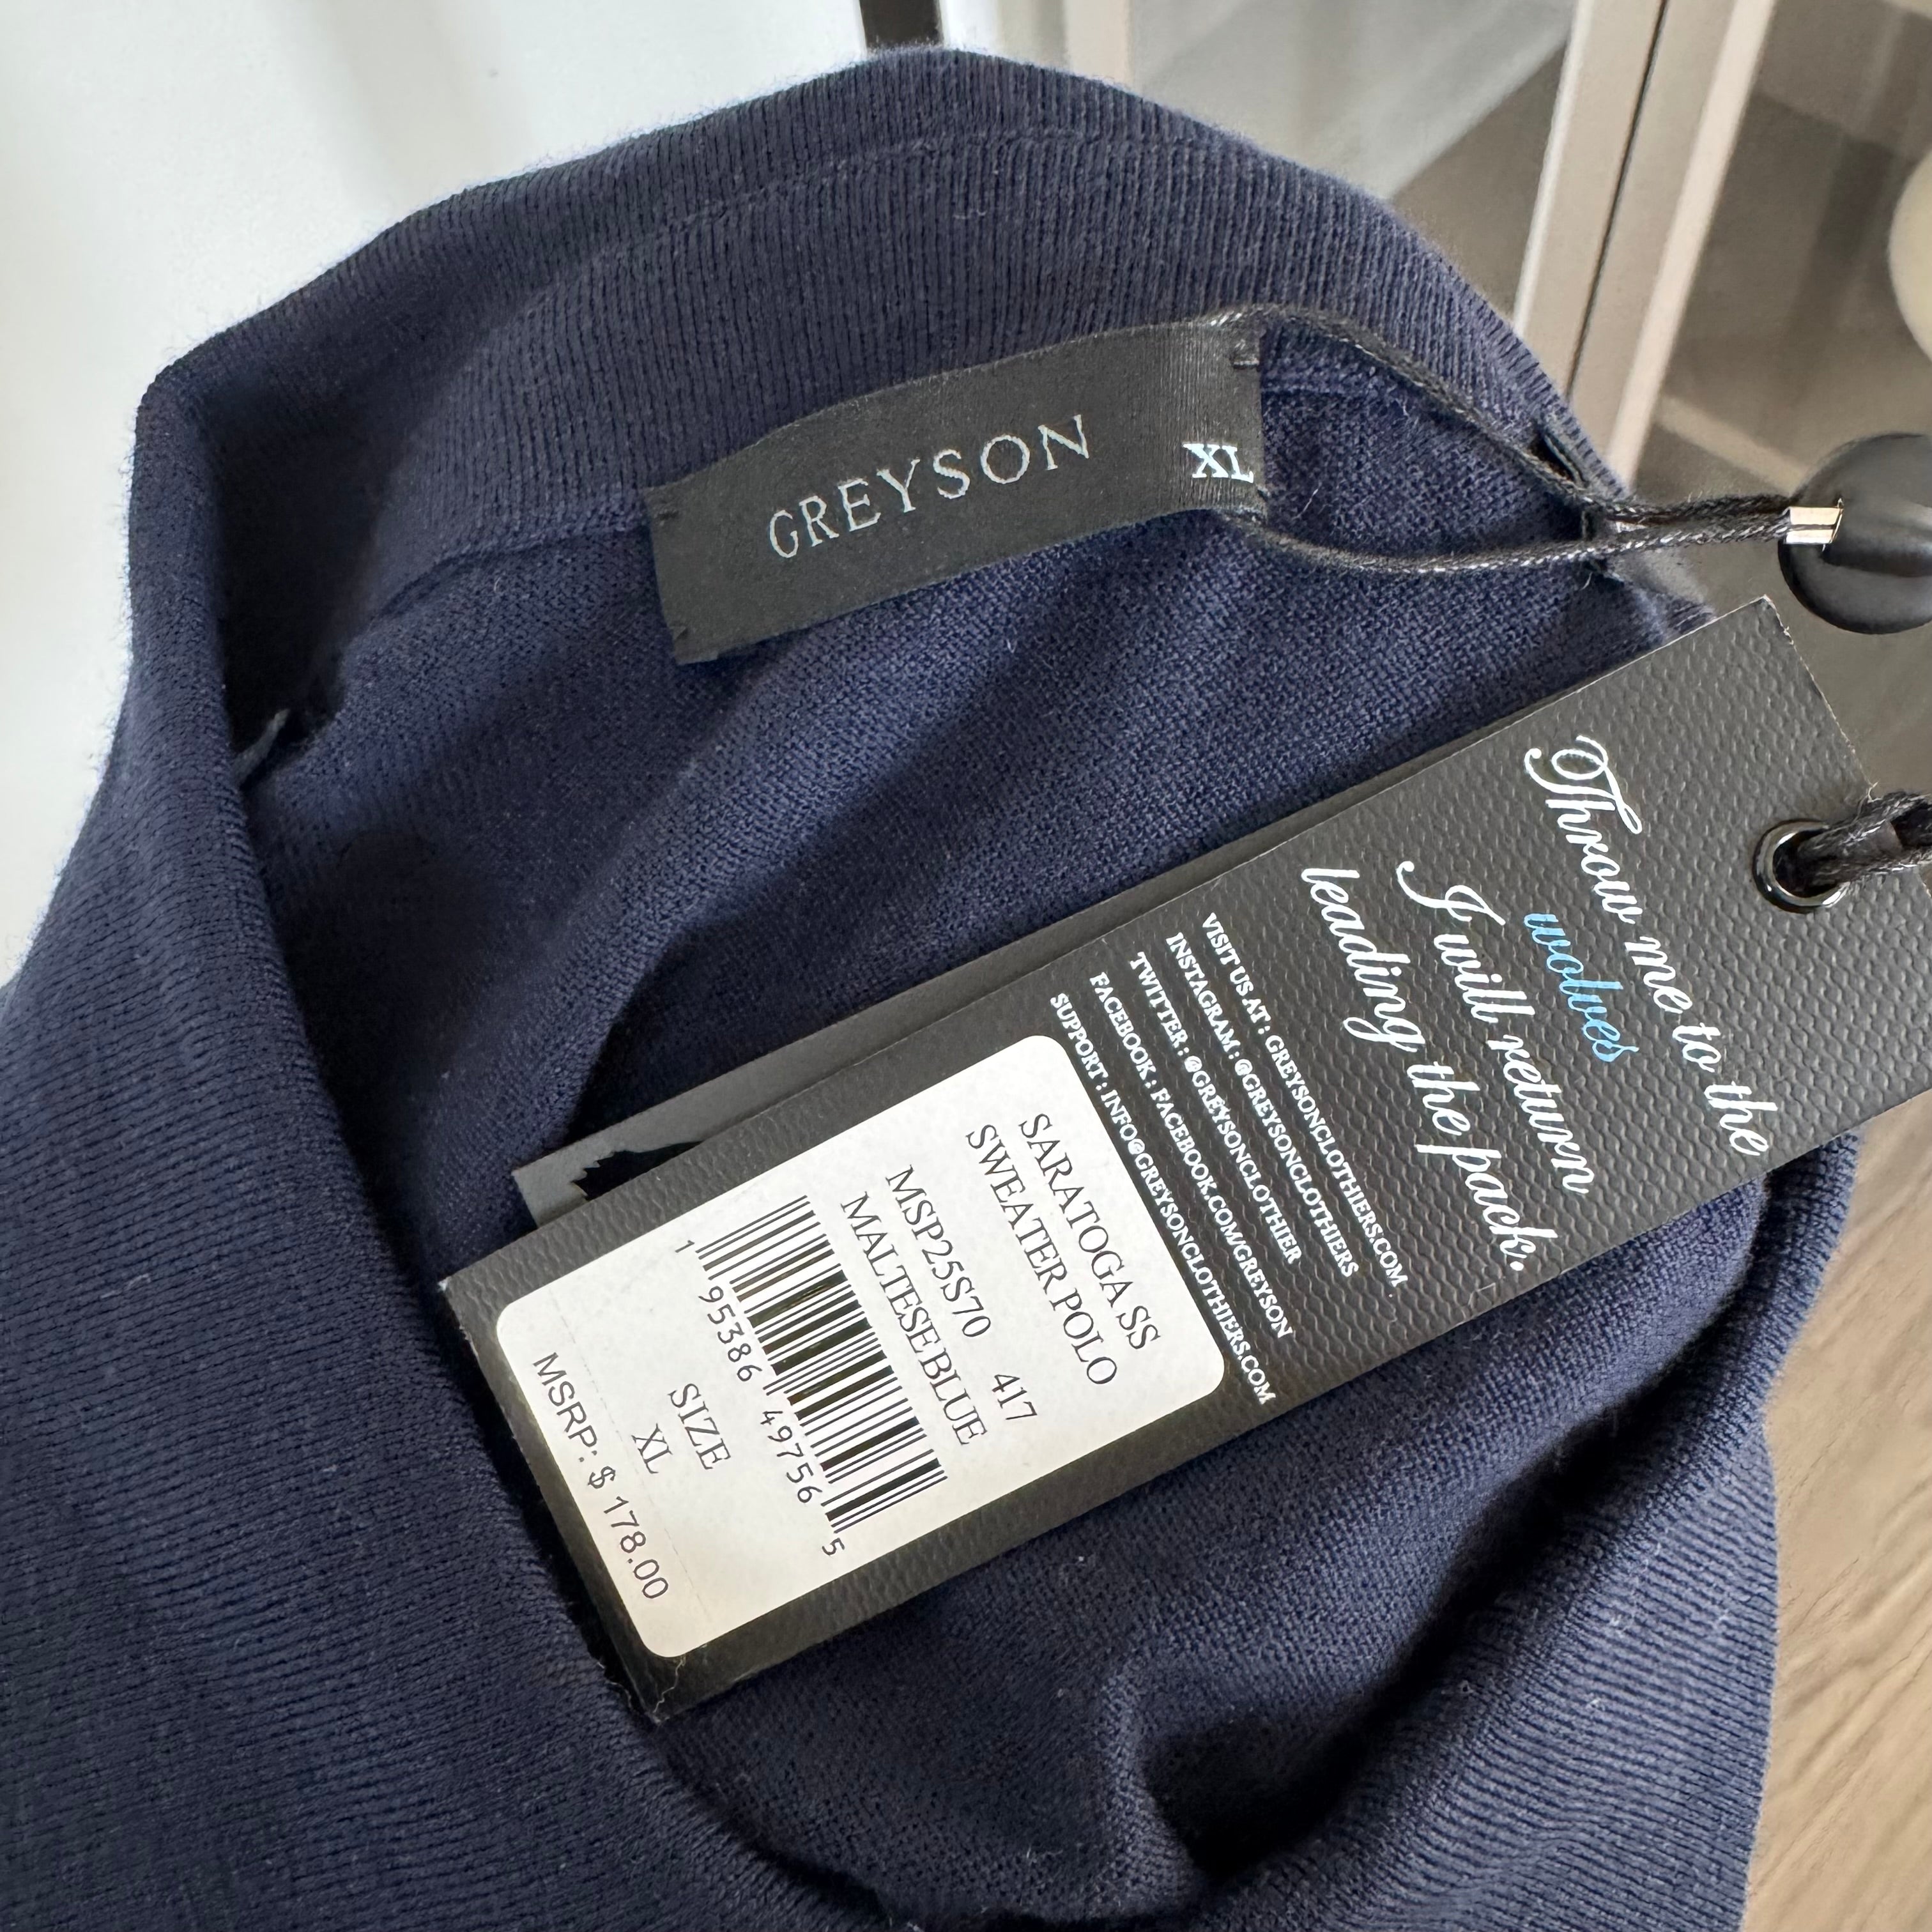 GREYSON
XL
Throw me to the
wolves
I will return
leading the pack.
VISIT US AT : GREYSONCLOTHIERS.COM
INSTAGRAM : @GREYSONCLOTHIERS
TWITTER : @GREYSONCLOTHIER
FACEBOOK : FACEBOOK.COM/GREYSON
SUPPORT : INFO@GREYSONCLOTHIERS.COM
SARATOGA SS
SWEATER POLO
MSP25S70 417
MALTESE BLUE
1 95386 49756 5
SIZE
XL
MSRP: $ 178.00